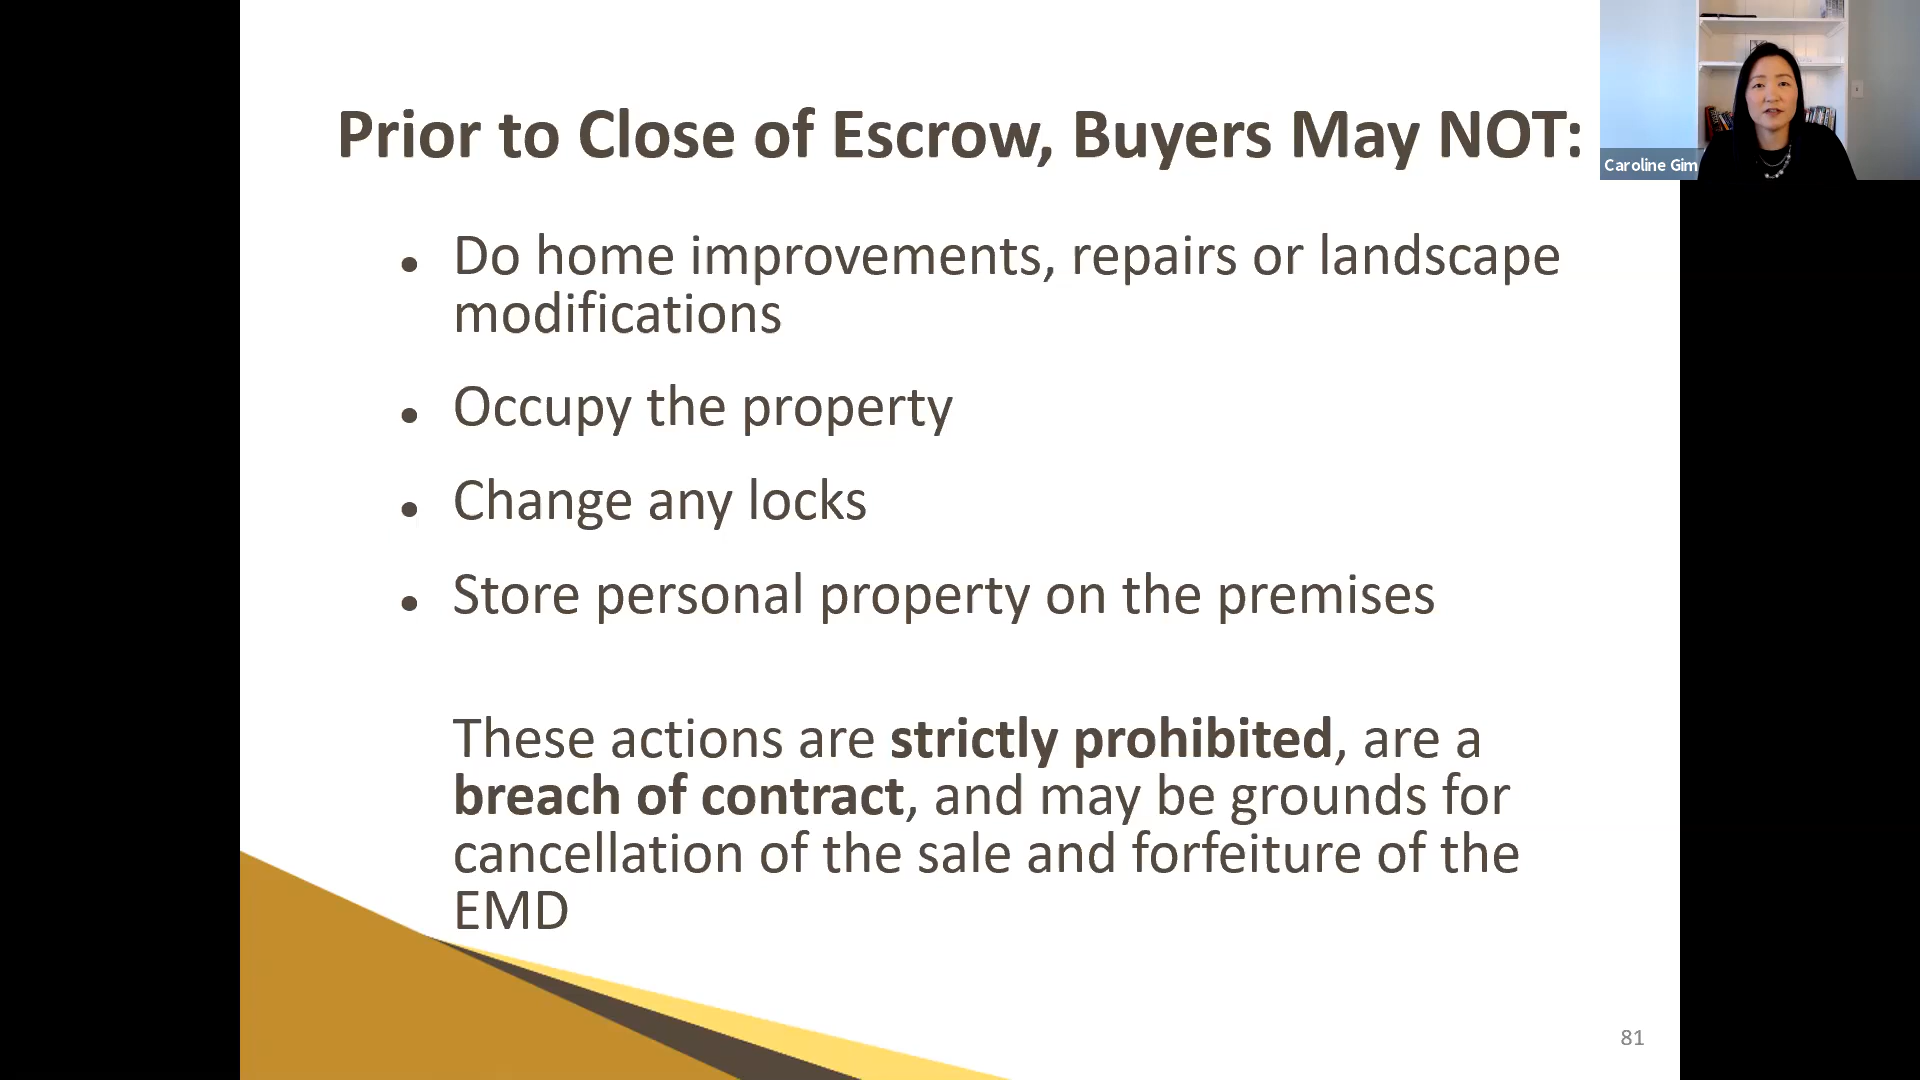 Prior to Close of Escrow, Buyers May NOT:
Caroline Gim
• Do home improvements, repairs or landscape
modifications
• Occupy the property
• Change any locks
• Store personal property on the premises
These actions are strictly prohibited, are a
breach of contract, and may be grounds for
cancellation of the sale and forfeiture of the
EMD
81